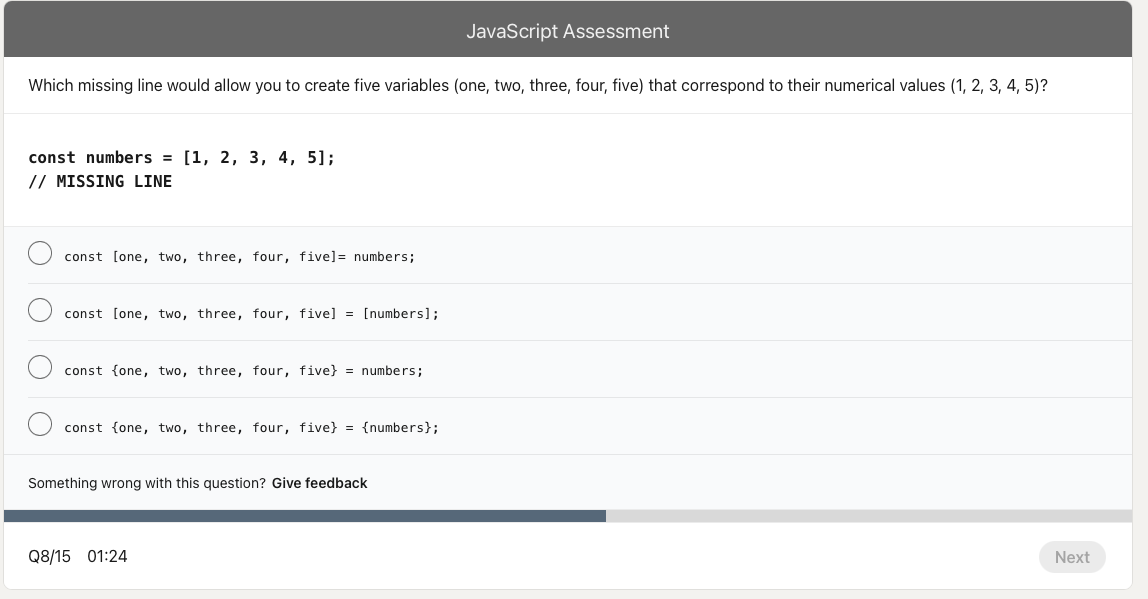 JavaScript Assessment
Which missing line would allow you to create five variables (one, two, three, four, five) that correspond to their numerical values (1, 2, 3, 4, 5)?
const numbers = [1, 2, 3, 4, 5];
// MISSING LINE
const [one, two, three, four, five]= numbers;
const [one, two, three, four, five] = [numbers];
const {one, two, three, four, five} = numbers;
const {one, two, three, four, five} = {numbers};
Something wrong with this question? Give feedback
Q8/15 01:24
Next